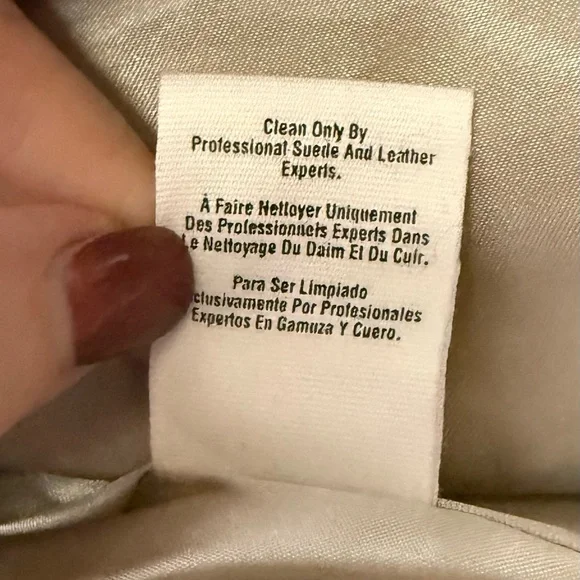 Clean Only By
Professional Suede And Leather
Experts.
À Faire Nettoyer Uniquement
Des Professionnels Experts Dans
Le Nettoyage Du Daim Et Du Cuir.
Para Ser Limpiado
clusivamente Por Profesionales
Expertos En Gamuza Y Cuero.